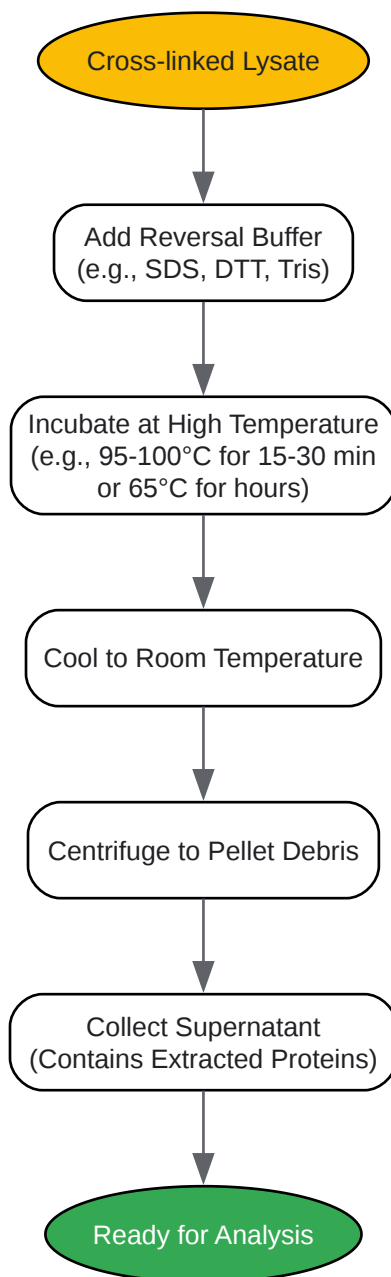 Cross-linked Lysate
Add Reversal Buffer
(e.g., SDS, DTT, Tris)
Incubate at High Temperature
(e.g., 95-100°C for 15-30 min
or 65°C for hours)
Cool to Room Temperature
Centrifuge to Pellet Debris
Collect Supernatant
(Contains Extracted Proteins)
Ready for Analysis